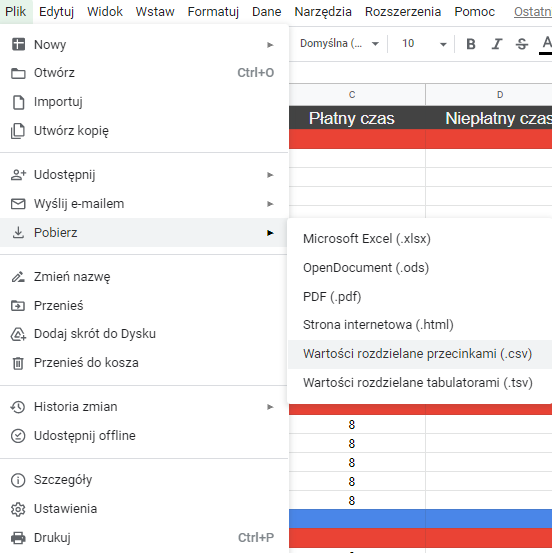 Plik Edytuj Widok Wstaw Formatuj Dane Narzędzia Rozszerzenia Pomoc Ostatn
Domyślna (... 10 B I S A
C D
Płatny czas Niepłatny czas
Nowy
Otwórz Ctrl+O
Importuj
Utwórz kopię
Udostępnij
Wyślij e-mailem
Pobierz
Microsoft Excel (.xlsx)
OpenDocument (.ods)
PDF (.pdf)
Strona internetowa (.html)
Wartości rozdzielane przecinkami (.csv)
Wartości rozdzielane tabulatorami (.tsv)
Zmień nazwę
Przenieś
Dodaj skrót do Dysku
Przenieś do kosza
Historia zmian
Udostępnij offline
Szczegóły
Ustawienia
Drukuj Ctrl+P
8
8
8
8
8